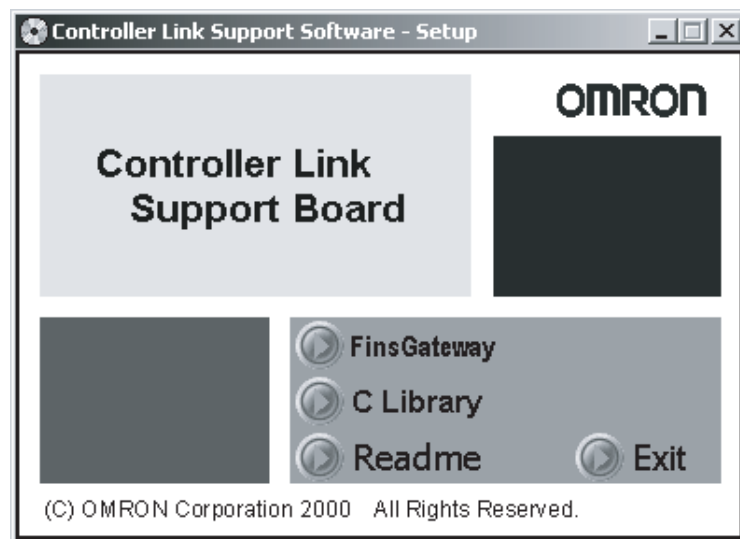 Controller Link Support Software - Setup
OMRON
Controller Link
Support Board
FinsGateway
C Library
Readme
Exit
(C) OMRON Corporation 2000 All Rights Reserved.